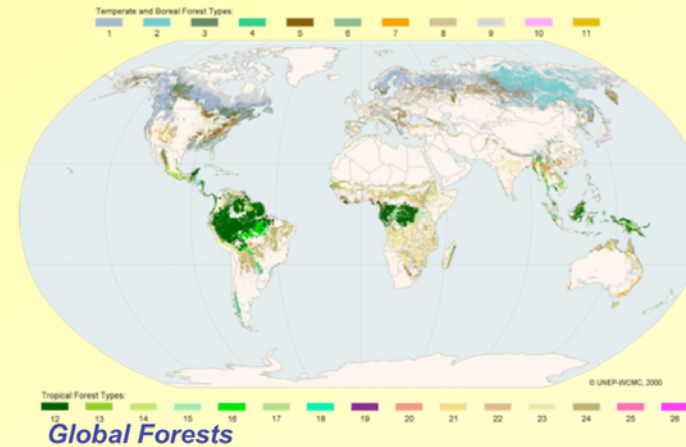 Temperate and Boreal Forest Types:
1 2 3 4 5 6 7 8 9 10 11
© UNEP-WCMC, 2000
Tropical Forest Types:
12 13 14 15 16 17 18 19 20 21 22 23 24 25 26
Global Forests